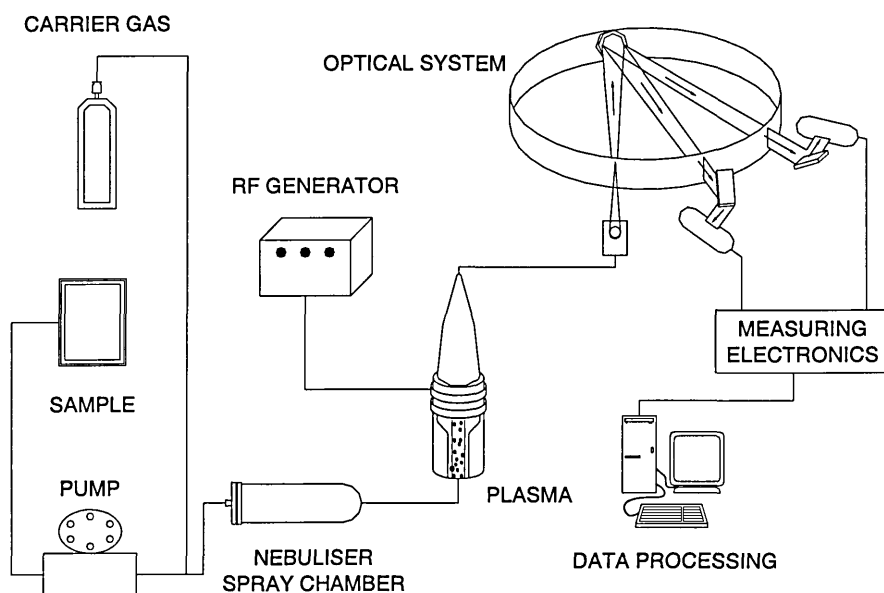 CARRIER GAS
OPTICAL SYSTEM
RF GENERATOR
MEASURING
ELECTRONICS
SAMPLE
PUMP
PLASMA
NEBULISER
SPRAY CHAMBER
DATA PROCESSING